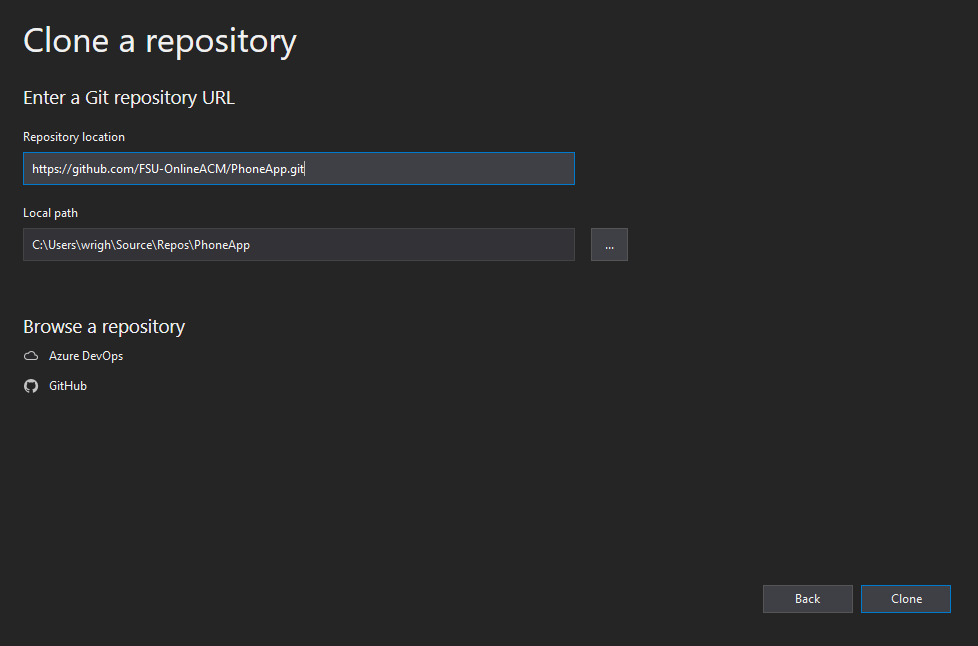 Clone a repository
Enter a Git repository URL
Repository location
https://github.com/FSU-OnlineACM/PhoneApp.git
Local path
C:\Users\wrigh\Source\Repos\PhoneApp
...
Browse a repository
Azure DevOps
GitHub
Back
Clone